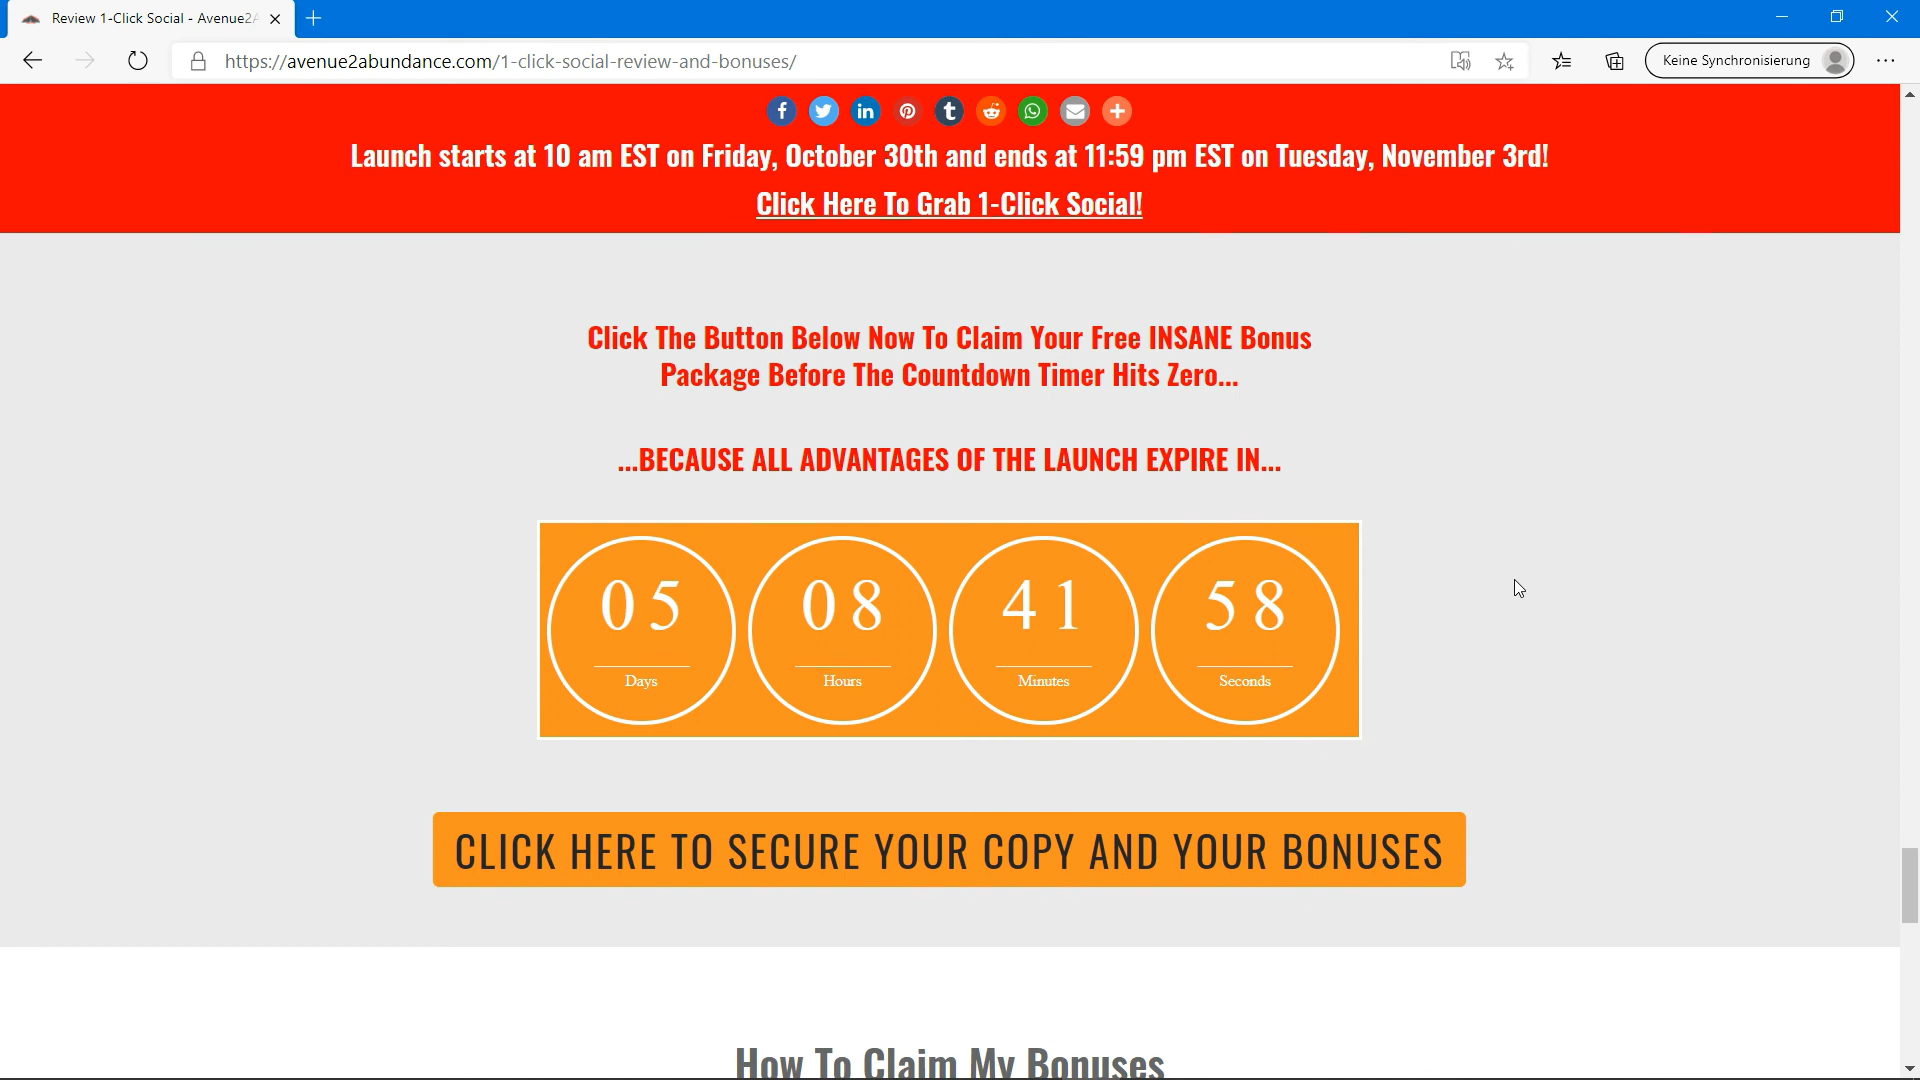 Review 1-Click Social - Avenue2A
https://avenue2abundance.com/1-click-social-review-and-bonuses/
Keine Synchronisierung
Launch starts at 10 am EST on Friday, October 30th and ends at 11:59 pm EST on Tuesday, November 3rd!
Click Here To Grab 1-Click Social!
Click The Button Below Now To Claim Your Free INSANE Bonus
Package Before The Countdown Timer Hits Zero...
...BECAUSE ALL ADVANTAGES OF THE LAUNCH EXPIRE IN...
05 08 41 58
Days Hours Minutes Seconds
CLICK HERE TO SECURE YOUR COPY AND YOUR BONUSES
How To Claim My Bonuses